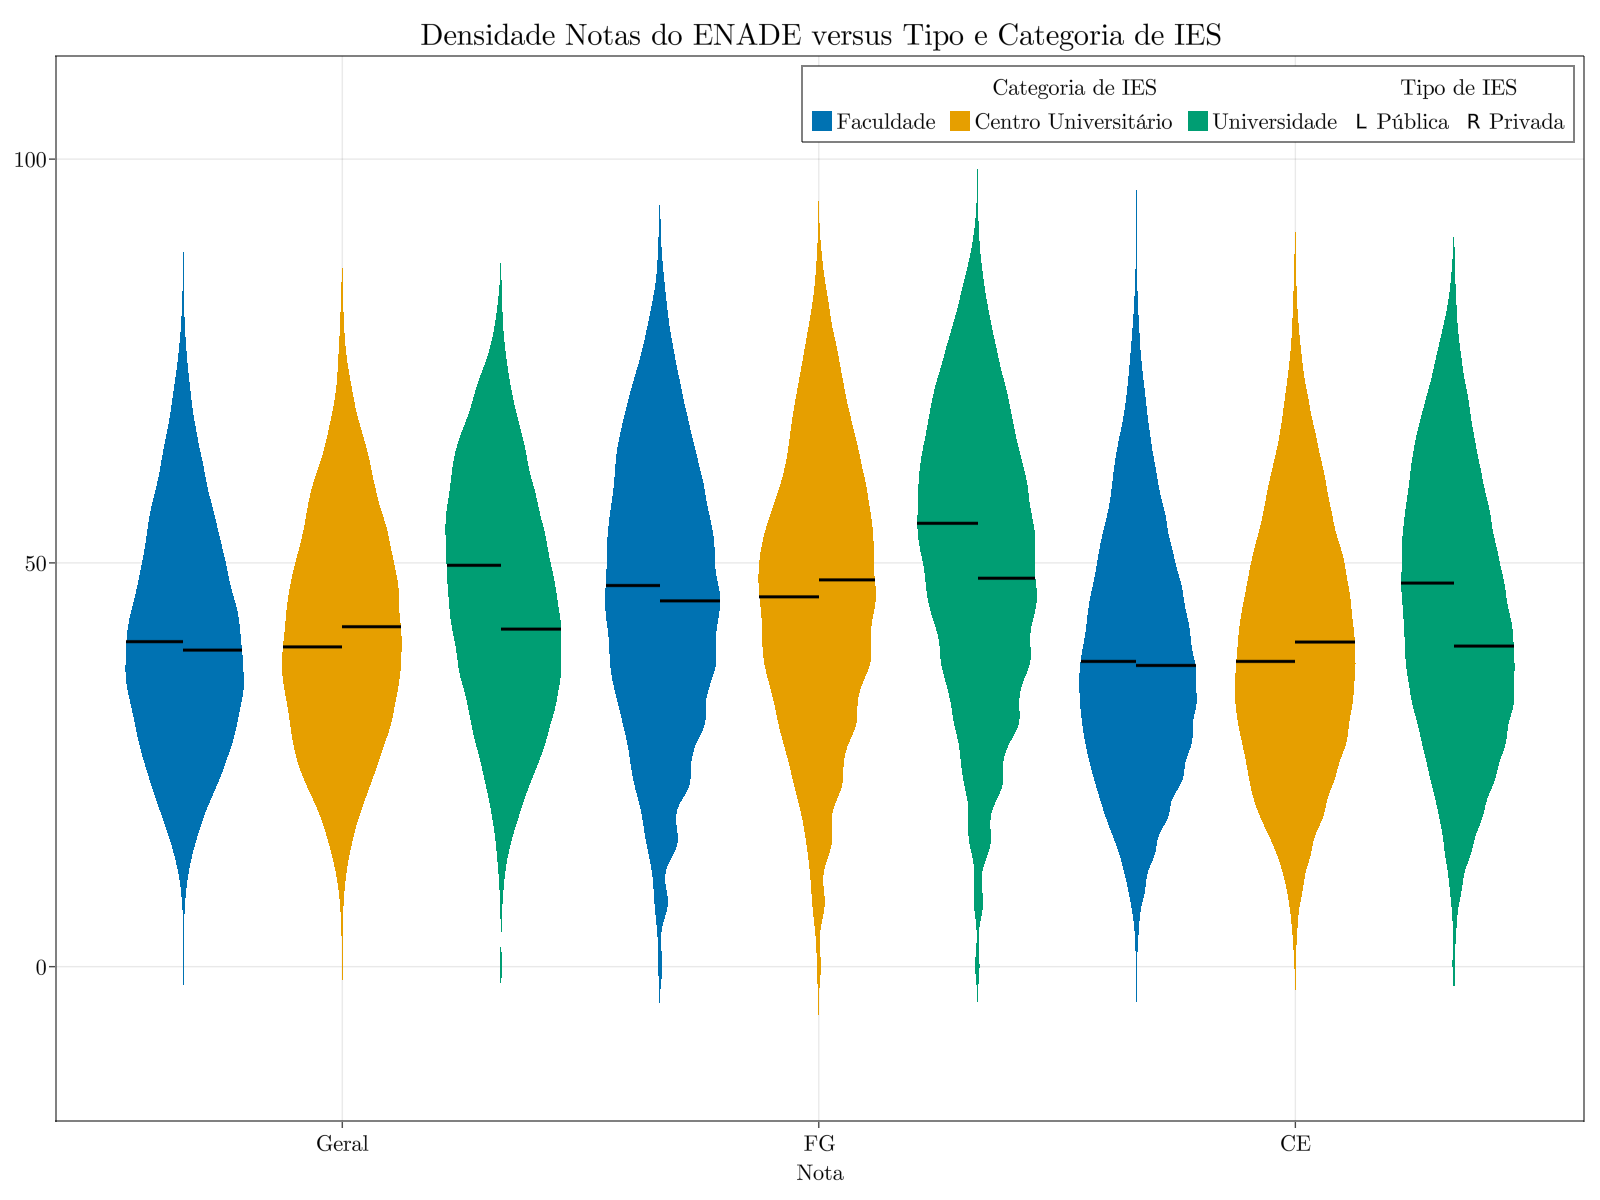 Densidade Notas do ENADE versus Tipo e Categoria de IES
Categoria de IES Tipo de IES
Faculdade Centro Universitário Universidade L Pública R Privada
100
50
0
Geral FG CE
Nota